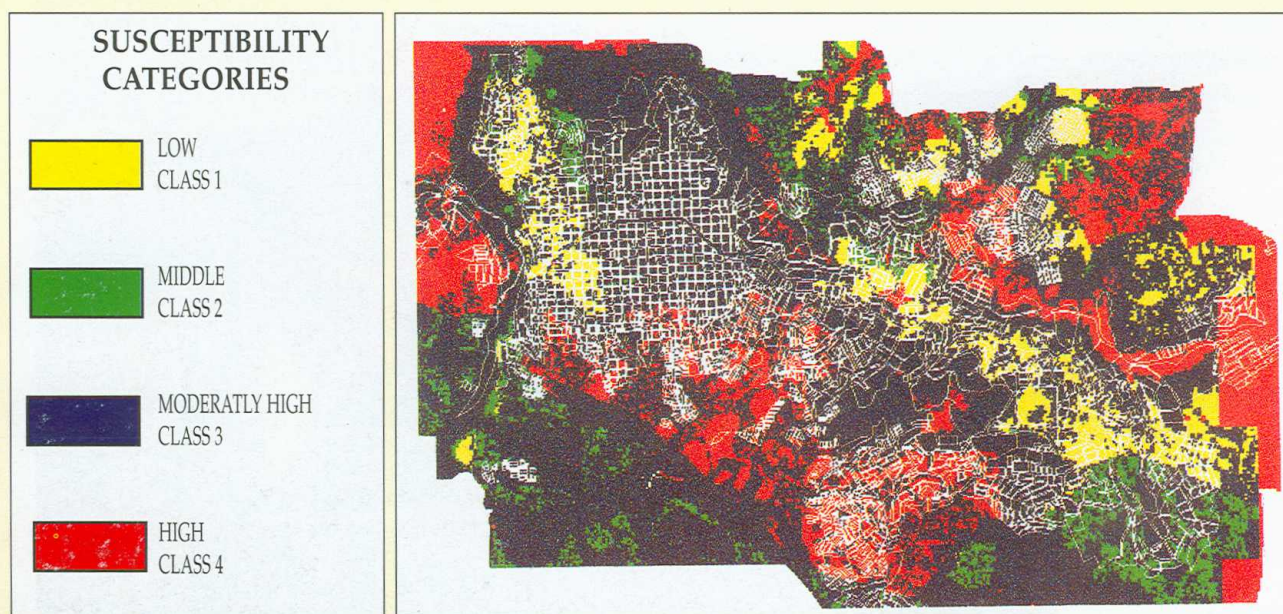 SUSCEPTIBILITY
CATEGORIES
LOW
CLASS 1
MIDDLE
CLASS 2
MODERATLY HIGH
CLASS 3
HIGH
CLASS 4